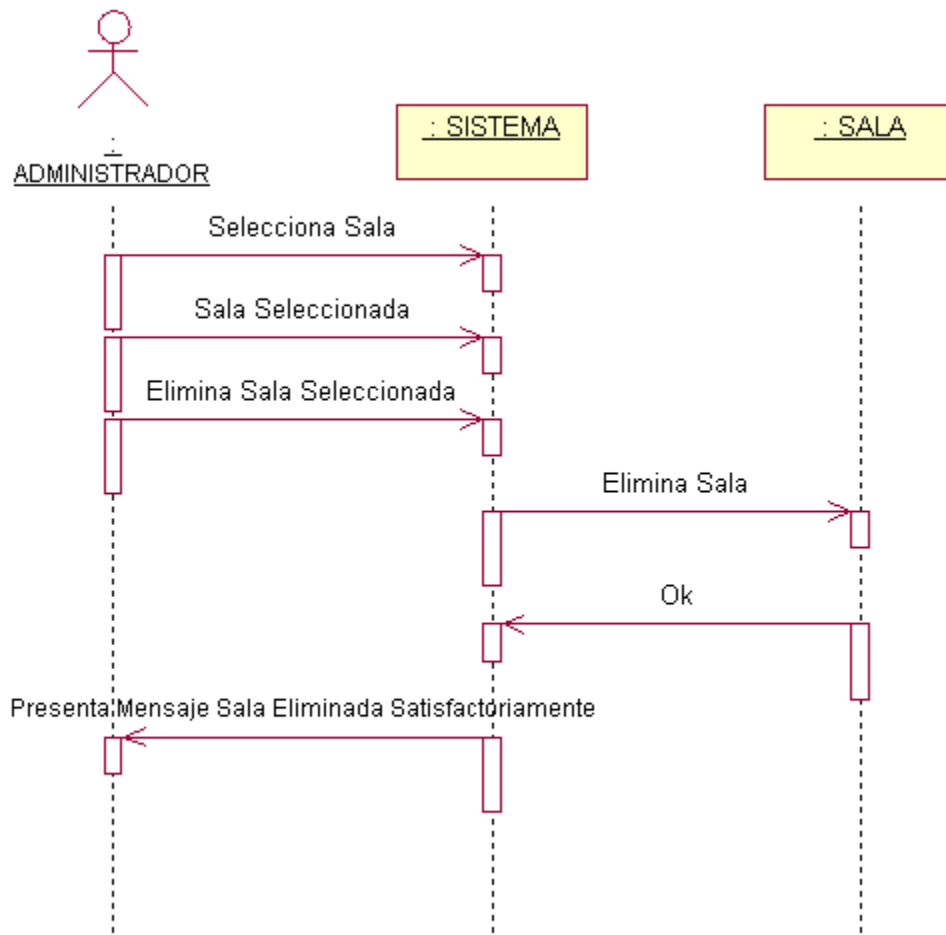 : SISTEMA
: SALA
:
ADMINISTRADOR
Selecciona Sala
Sala Seleccionada
Elimina Sala Seleccionada
Elimina Sala
Ok
Presenta Mensaje Sala Eliminada Satisfactoriamente